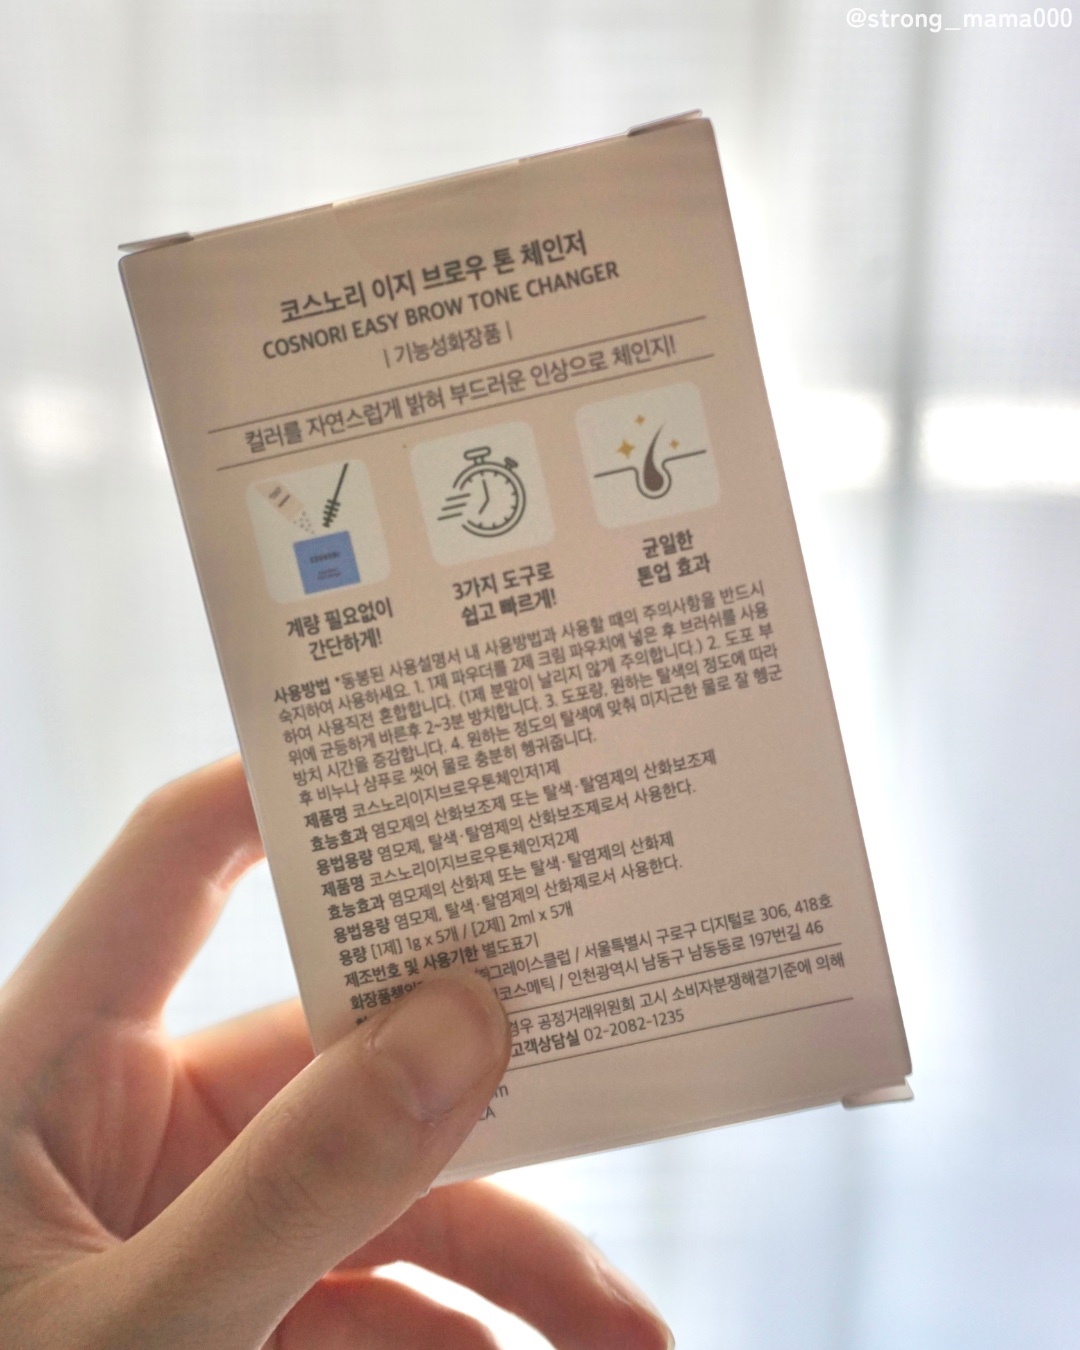 @strong_mama000
코스노리 이지 브로우 톤 체인저
COSNORI EASY BROW TONE CHANGER
| 기능성화장품 |
컬러를 자연스럽게 밝혀 부드러운 인상으로 체인지!
COSNORI
계량 필요없이
간단하게!
3가지 도구로
쉽고 빠르게!
균일한
톤업 효과
사용방법 *동봉된 사용설명서 내 사용방법과 사용할 때의 주의사항을 반드시
숙지하여 사용하세요. 1. 1제 파우더를 2제 크림 파우치에 넣은 후 브러쉬를 사용
하여 사용직전 혼합합니다. (1제 분말이 날리지 않게 주의합니다.) 2. 도포 부
위에 균등하게 바른후 2~3분 방치합니다. 3. 도포량, 원하는 탈색의 정도에 따라
방치 시간을 증감합니다. 4. 원하는 정도의 탈색에 맞춰 미지근한 물로 잘 헹군
후 비누나 샴푸로 씻어 물로 충분히 헹궈줍니다.
제품명 코스노리이지브로우톤체인저1제
효능효과 염모제의 산화보조제 또는 탈색·탈염제의 산화보조제
용법용량 염모제, 탈색·탈염제의 산화보조제로서 사용한다.
제품명 코스노리이지브로우톤체인저2제
효능효과 염모제의 산화제 또는 탈색·탈염제의 산화제
용법용량 염모제, 탈색·탈염제의 산화제로서 사용한다.
용량 [1제] 1g x 5개 / [2제] 2ml x 5개
제조번호 및 사용기한 별도표기
화장품책임 ㈜그레이스클럽 / 서울특별시 구로구 디지털로 306, 418호
코스메틱 / 인천광역시 남동구 남동동로 197번길 46
경우 공정거래위원회 고시 소비자분쟁해결기준에 의해
고객상담실 02-2082-1235